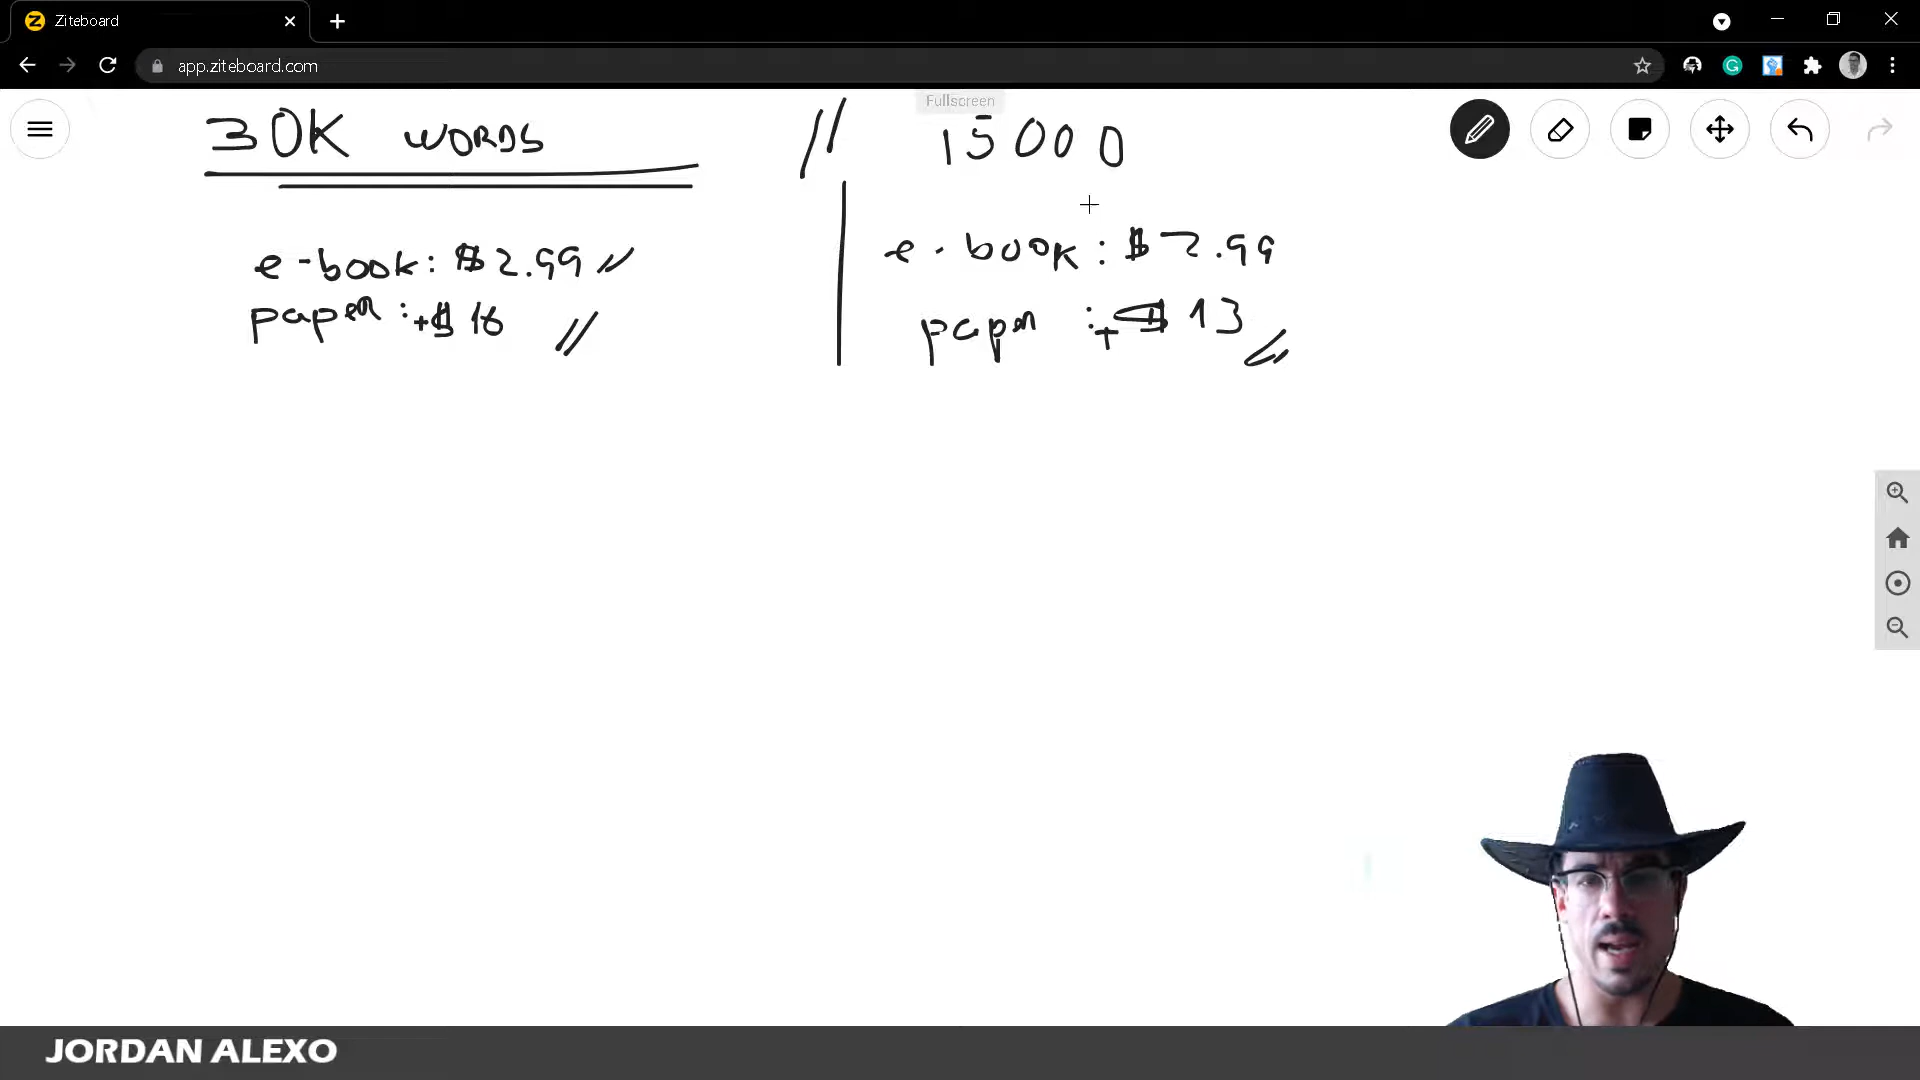 Ziteboard
app.ziteboard.com
Fullscreen
30K WORDS // 15000
e-book: $2.99 //
paper: +$16 //
e-book: $2.99
paper: +$13 //
JORDAN ALEXO